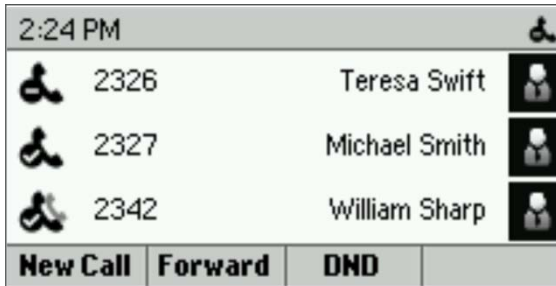 2:24 PM
2326 Teresa Swift
2327 Michael Smith
2342 William Sharp
New Call Forward DND